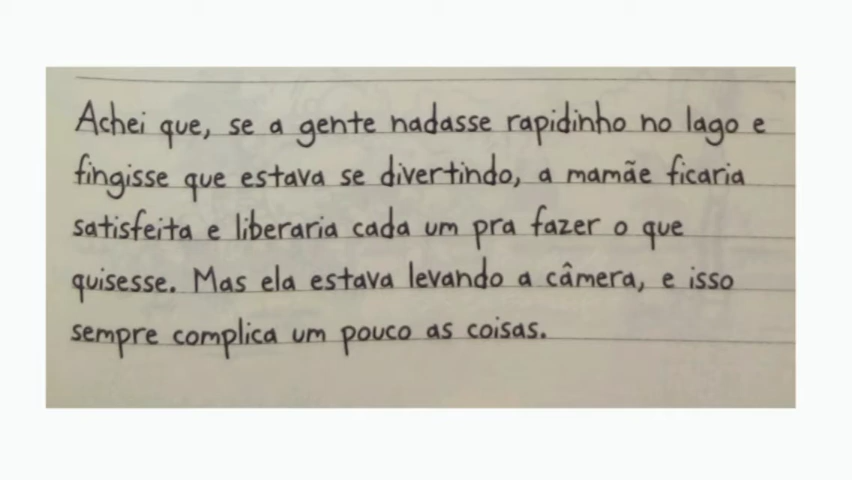 Achei que, se a gente nadasse rapidinho no lago e
fingisse que estava se divertindo, a mamãe ficaria
satisfeita e liberaria cada um pra fazer o que
quisesse. Mas ela estava levando a câmera, e isso
sempre complica um pouco as coisas.